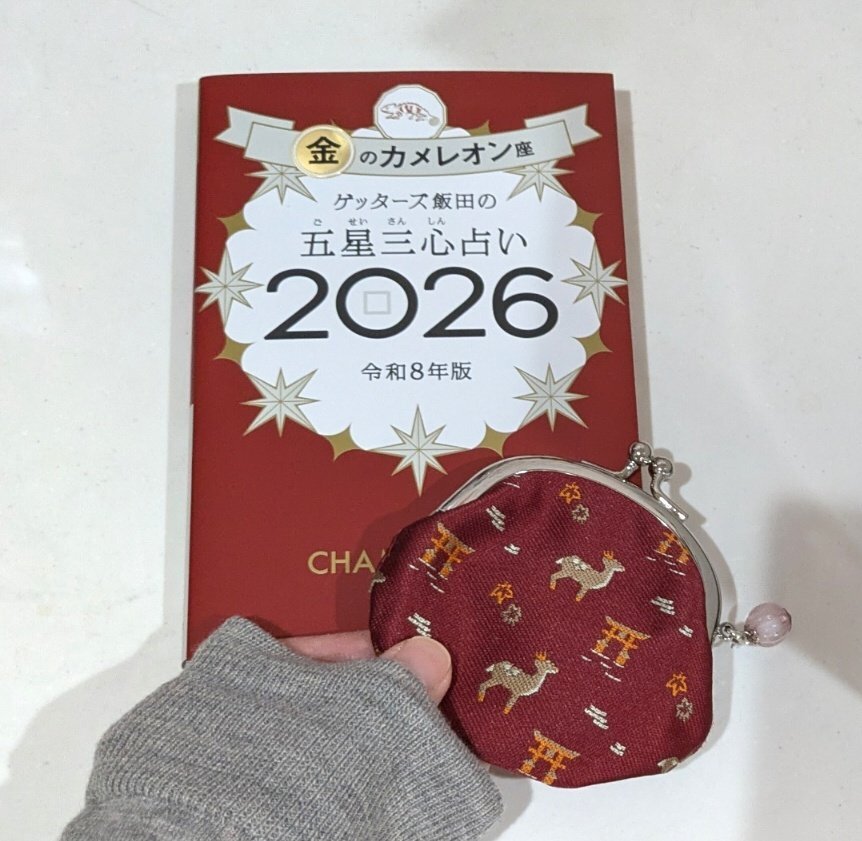 金のカメレオン座
ゲッターズ飯田の
ご せい さん しん
五星三心占い
2026
令和8年版
CHA